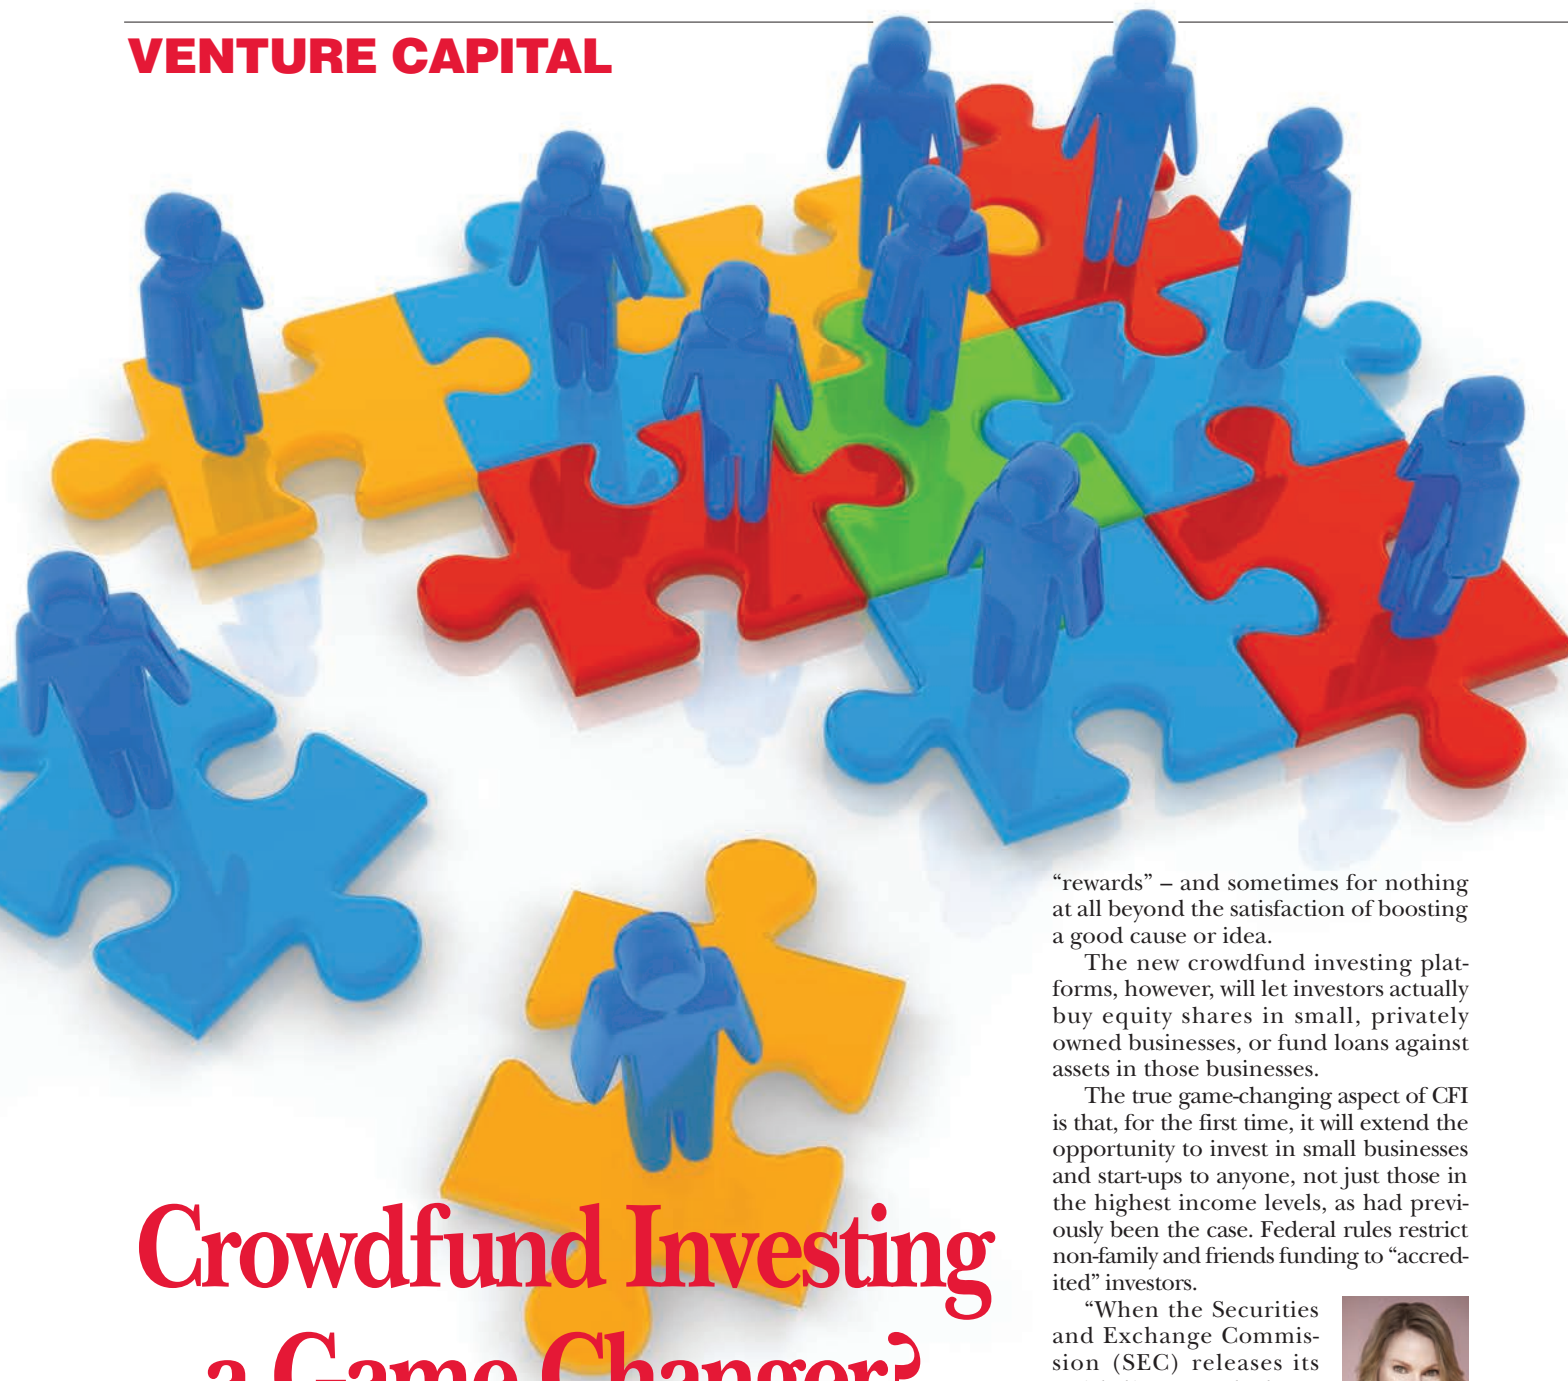 VENTURE CAPITAL
Crowdfund Investing
a Game Changer?
“rewards” – and sometimes for nothing
at all beyond the satisfaction of boosting
a good cause or idea.
The new crowdfund investing plat-
forms, however, will let investors actually
buy equity shares in small, privately
owned businesses, or fund loans against
assets in those businesses.
The true game-changing aspect of CFI
is that, for the first time, it will extend the
opportunity to invest in small businesses
and start-ups to anyone, not just those in
the highest income levels, as had previ-
ously been the case. Federal rules restrict
non-family and friends funding to “accred-
ited” investors.
“When the Securities
and Exchange Commis-
sion (SEC) releases its